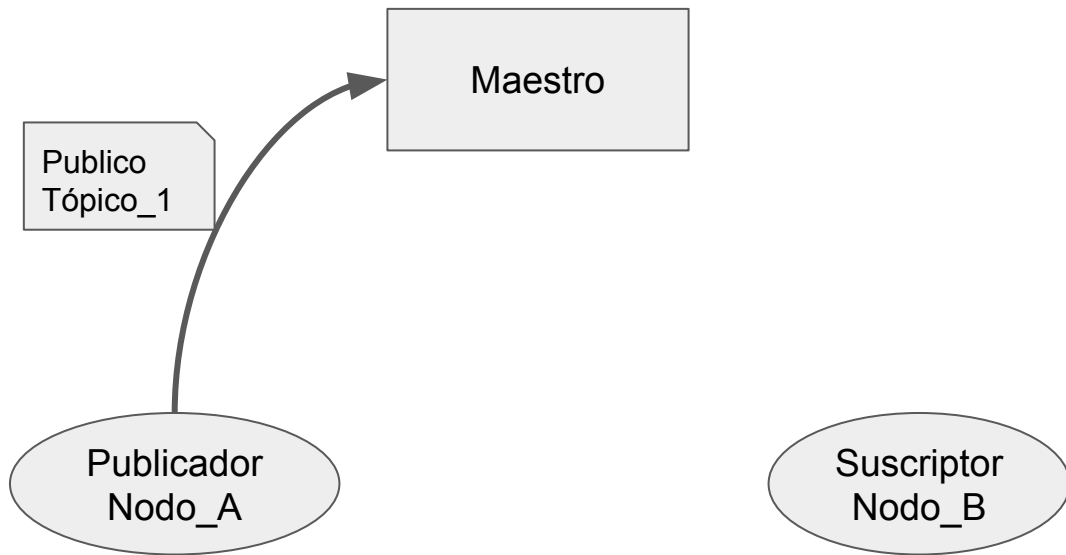 Maestro
Publico
Tópico_1
Publicador
Nodo_A
Suscriptor
Nodo_B